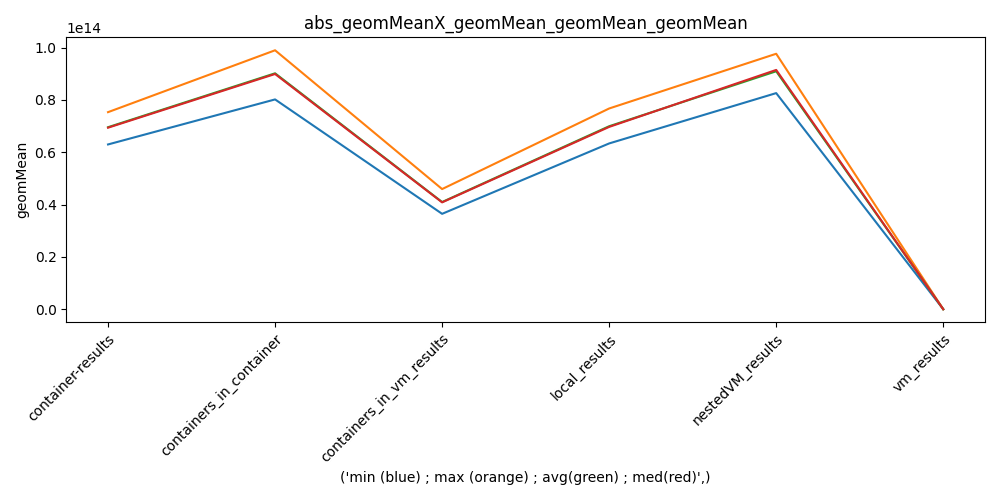 abs_geomMeanX_geomMean_geomMean_geomMean
1e14
1.0
0.8
0.6
0.4
0.2
0.0
geomMean
container-results
containers_in_container
containers_in_vm_results
local_results
nestedVM_results
vm_results
('min (blue) ; max (orange) ; avg(green) ; med(red)',)